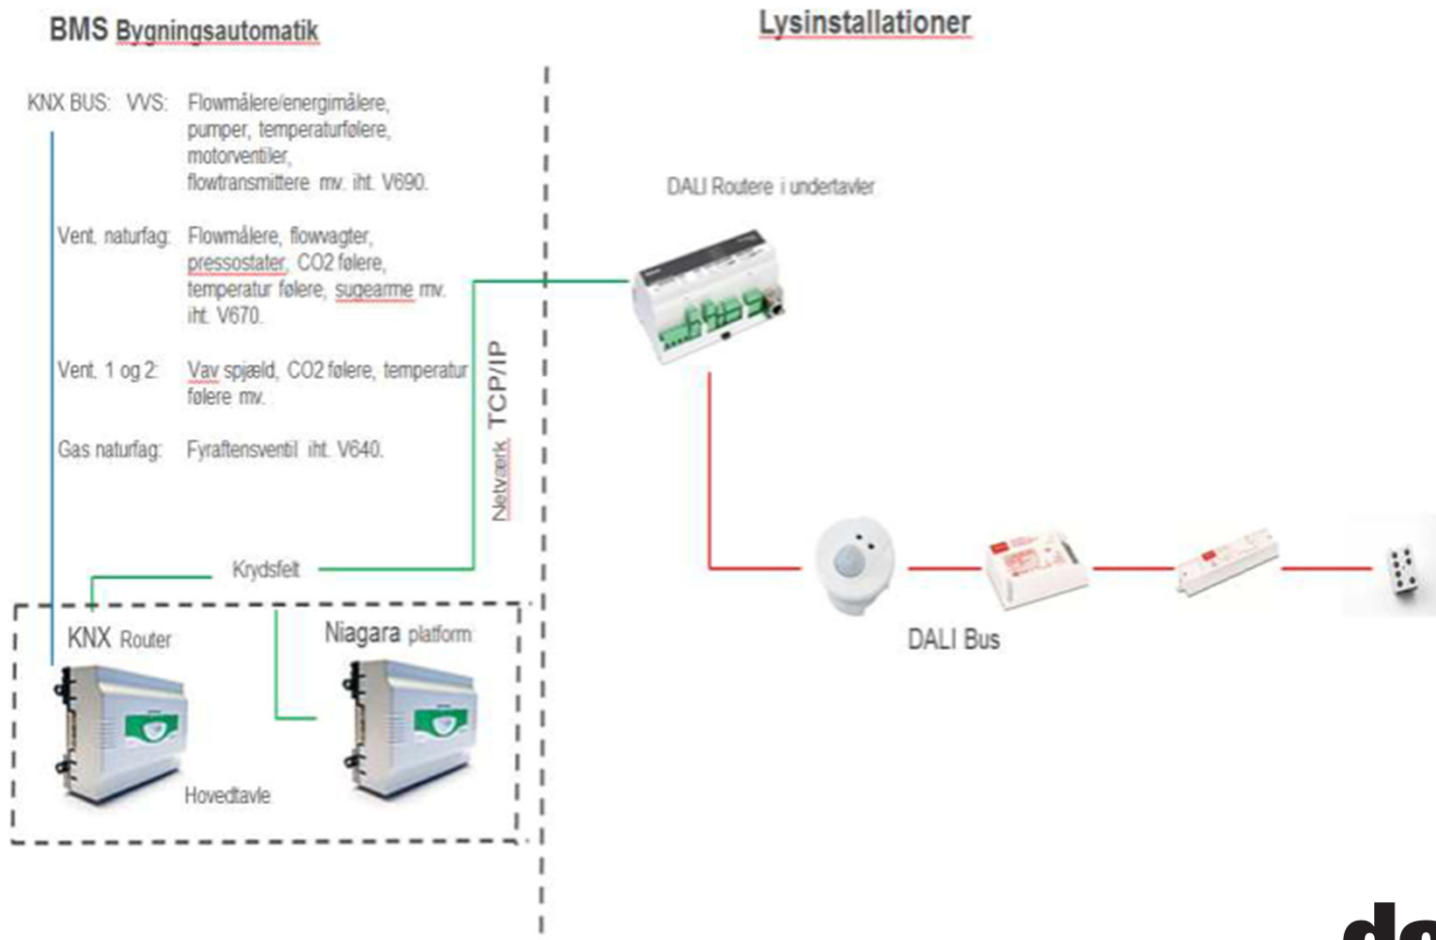 BMS Bygningsautomatik
Lysinstallationer
KNX BUS: VVS: Flowmålere/energimålere,
pumper, temperaturfølere,
motorventiler,
flowtransmittere mv. iht. V690.
Vent. naturfag: Flowmålere, flowvagter,
pressostater, CO2 følere,
temperatur følere, sugearme mv.
iht. V670.
Vent. 1 og 2: Vav spjæld, CO2 følere, temperatur
følere mv.
Gas naturfag: Fyraftensventil iht. V640.
Netværk TCP/IP
DALI Routere i undertavler
Krydsfelt
KNX Router
Niagara platform
Hovedtavle
DALI Bus